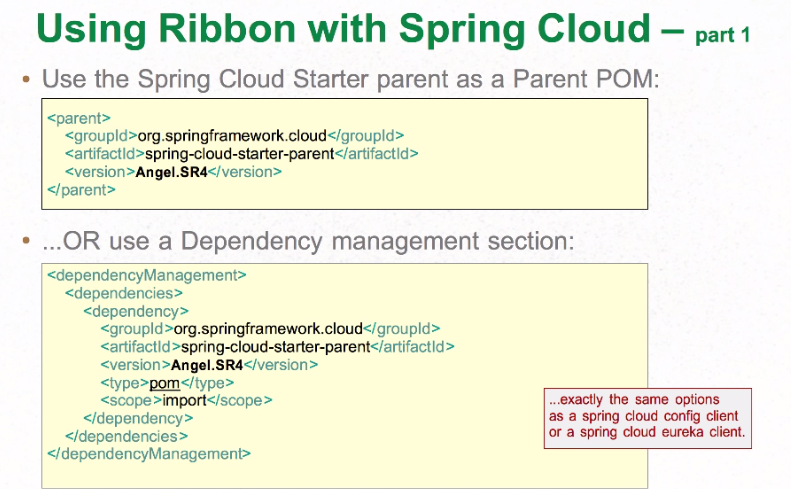 Using Ribbon with Spring Cloud – part 1
• Use the Spring Cloud Starter parent as a Parent POM:
<parent>
<groupId>org.springframework.cloud</groupId>
<artifactId>spring-cloud-starter-parent</artifactId>
<version>Angel.SR4</version>
</parent>
• ...OR use a Dependency management section:
<dependencyManagement>
<dependencies>
<dependency>
<groupId>org.springframework.cloud</groupId>
<artifactId>spring-cloud-starter-parent</artifactId>
<version>Angel.SR4</version>
<type>pom</type>
<scope>import</scope>
</dependency>
</dependencies>
</dependencyManagement>
...exactly the same options
as a spring cloud config client
or a spring cloud eureka client.